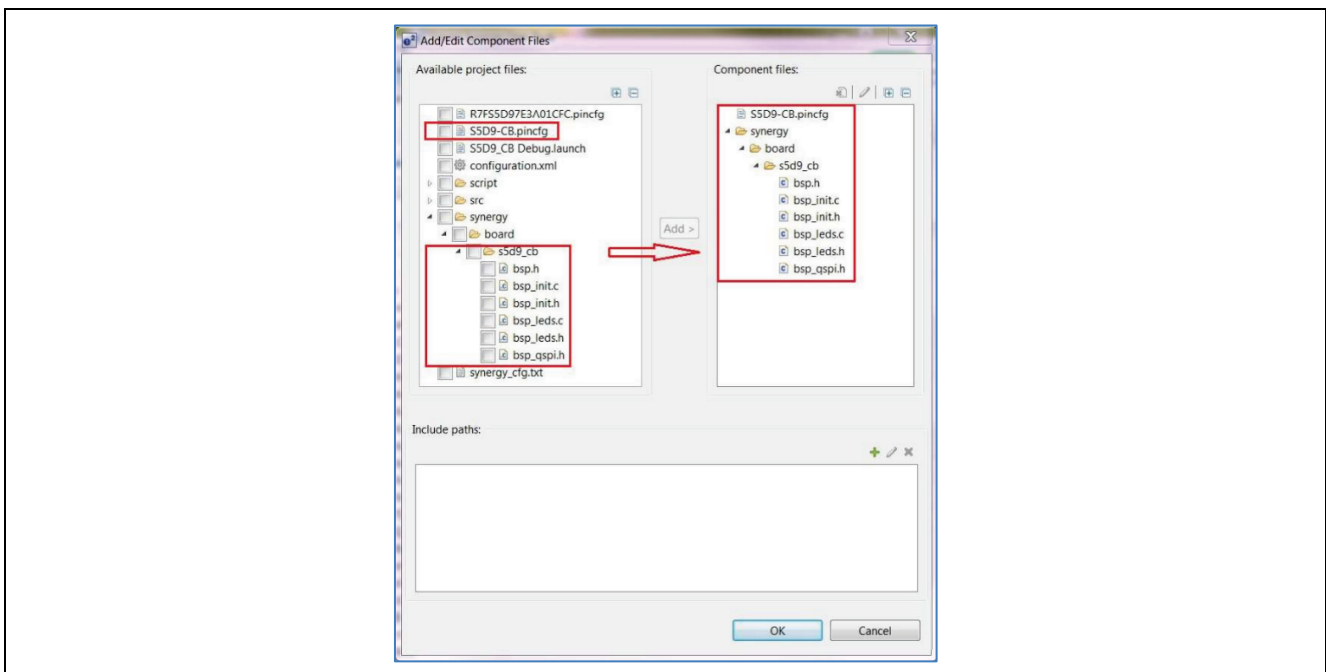 Add/Edit Component Files
Available project files:
R7FS5D97E3A01CFC.pincfg
S5D9-CB.pincfg
S5D9_CB Debug.launch
configuration.xml
script
src
synergy
board
s5d9_cb
bsp.h
bsp_init.c
bsp_init.h
bsp_leds.c
bsp_leds.h
bsp_qspi.h
synergy_cfg.txt
Add >
Component files:
S5D9-CB.pincfg
synergy
board
s5d9_cb
bsp.h
bsp_init.c
bsp_init.h
bsp_leds.c
bsp_leds.h
bsp_qspi.h
Include paths:
OK
Cancel